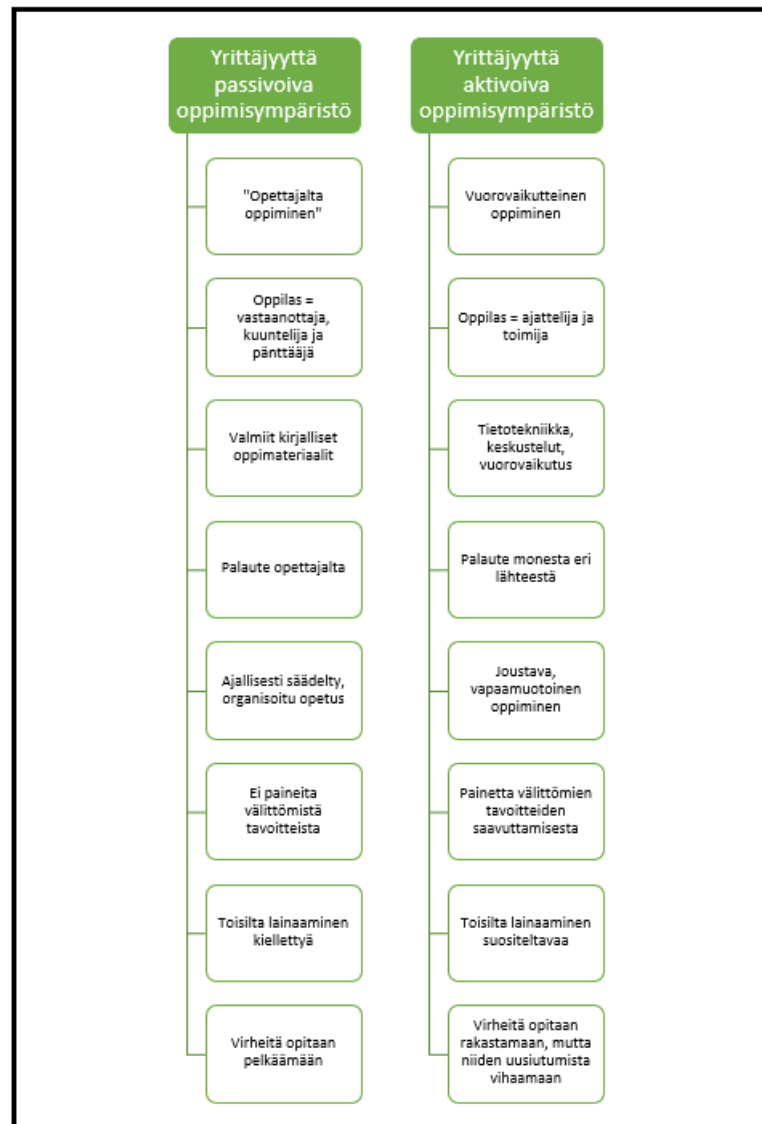 Yrittäjyyttä
passivoiva
oppimisympäristö
"Opettajalta
oppiminen"
Oppilas =
vastaanottaja,
kuuntelija ja
pänttääjä
Valmiit kirjalliset
oppimateriaalit
Palaute opettajalta
Ajallisesti säädelty,
organisoitu opetus
Ei paineita
välittömistä
tavoitteista
Toisilta lainaaminen
kiellettyä
Virheitä opitaan
pelkäämään
Yrittäjyyttä
aktivoiva
oppimisympäristö
Vuorovaikutteinen
oppiminen
Oppilas = ajattelija ja
toimija
Tietotekniikka,
keskustelut,
vuorovaikutus
Palaute monesta eri
lähteestä
Joustava,
vapaamuotoinen
oppiminen
Painetta välittömien
tavoitteiden
saavuttamisesta
Toisilta lainaaminen
suositeltavaa
Virheitä opitaan
rakastamaan, mutta
niiden uusiutumista
vihaamaan